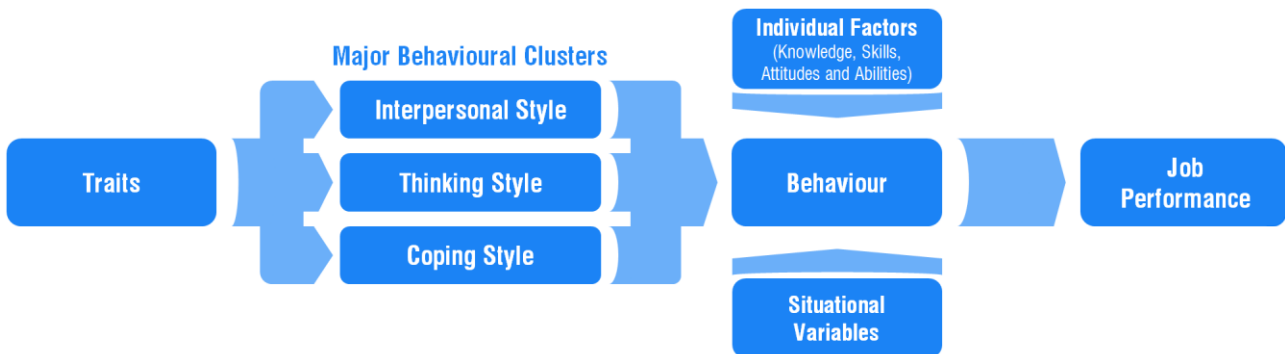 Traits
Major Behavioural Clusters
Interpersonal Style
Thinking Style
Coping Style
Individual Factors
(Knowledge, Skills,
Attitudes and Abilities)
Behaviour
Situational
Variables
Job
Performance